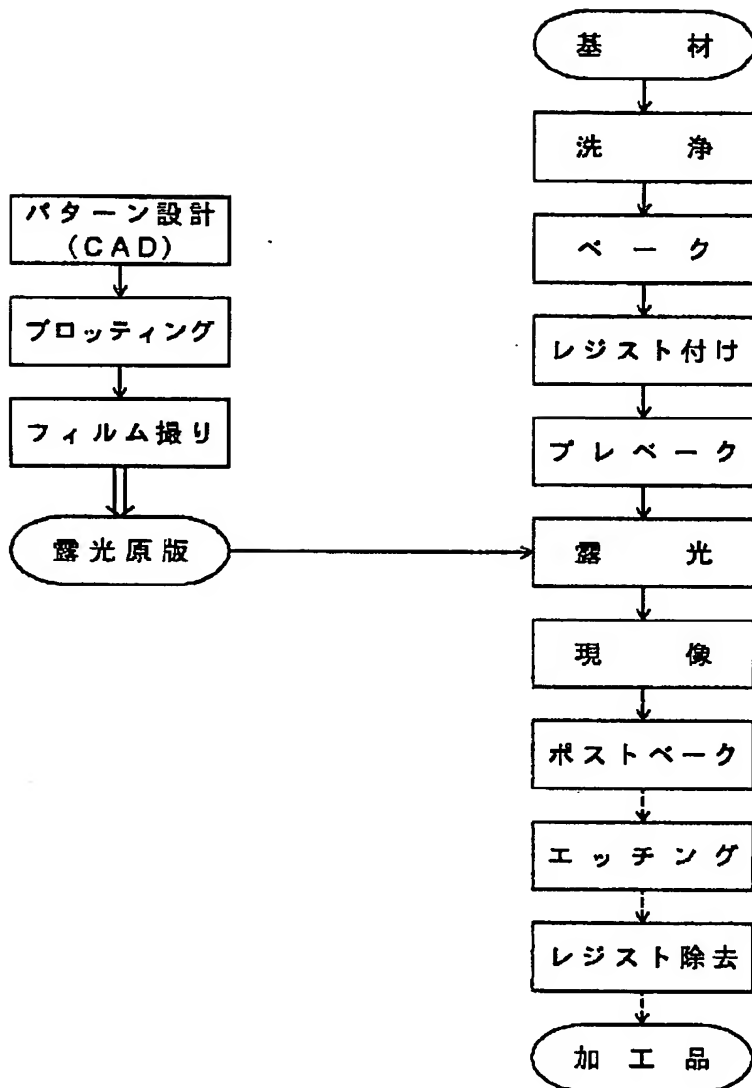 基材
洗浄
ベーク
レジスト付け
プレベーク
露光
現像
ポストベーク
エッチング
レジスト除去
加工品
パターン設計
(CAD)
プロッティング
フィルム撮り
露光原版